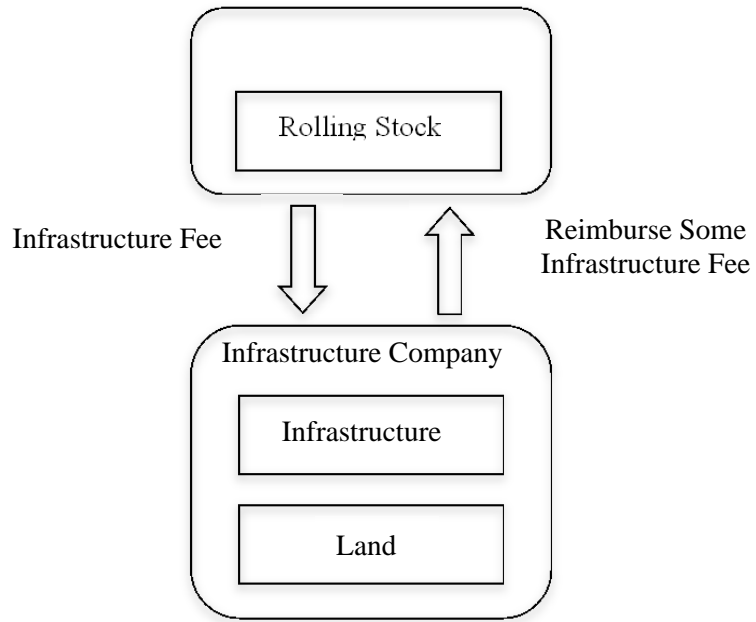 Rolling Stock
Infrastructure Fee
Reimburse Some
Infrastructure Fee
Infrastructure Company
Infrastructure
Land